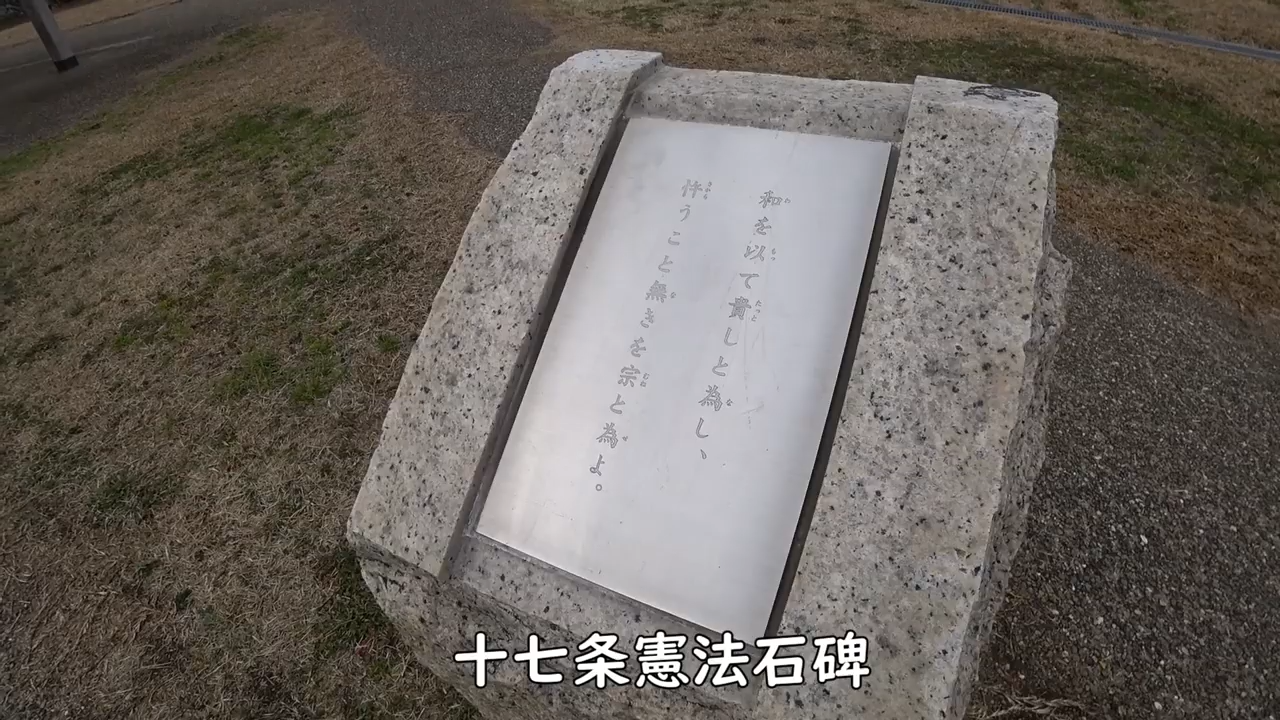 和を以て貴しと為し、
忤うこと無きを宗と為よ。
十七条憲法石碑